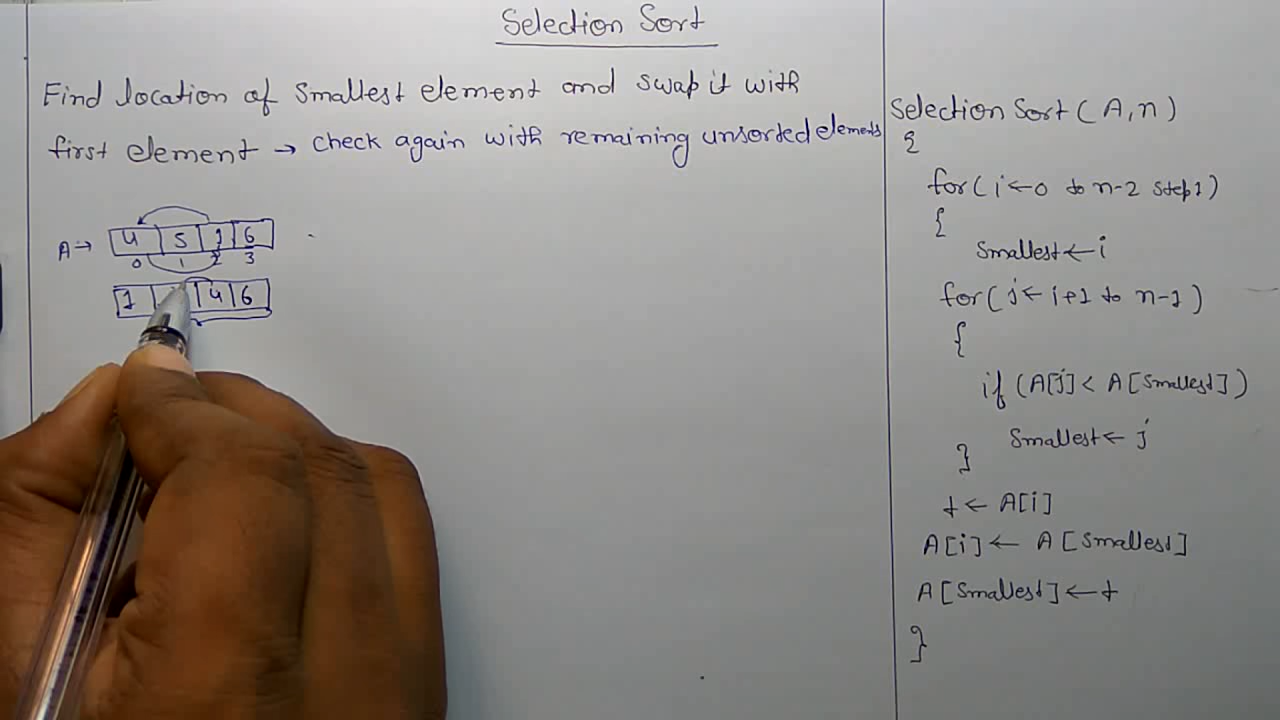 Selection Sort
Find location of smallest element and swap it with
first element → check again with remaining unsorted elements
A → 4 5 1 6
0 1 2 3
1 4 6
Selection Sort (A, n)
{
for (i ← 0 to n-2 step 1)
{
Smallest ← i
for (j ← i+1 to n-1)
{
if (A[j] < A[Smallest])
Smallest ← j
}
t ← A[i]
A[i] ← A[Smallest]
A[Smallest] ← t
}